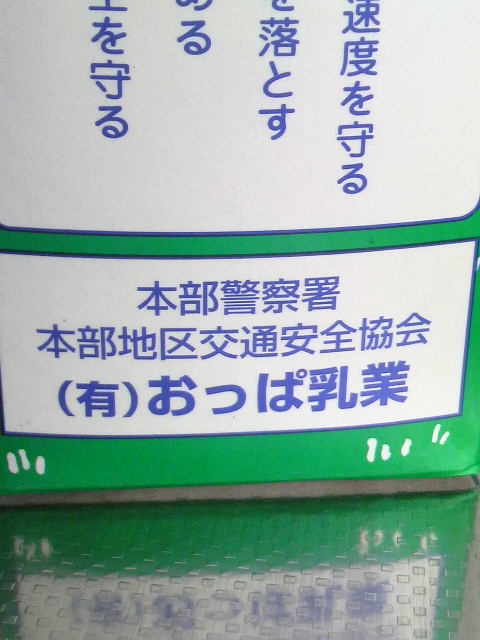 速度を守る
を落とす
める
全を守る
本部警察署
本部地区交通安全協会
（有）おっぱ乳業